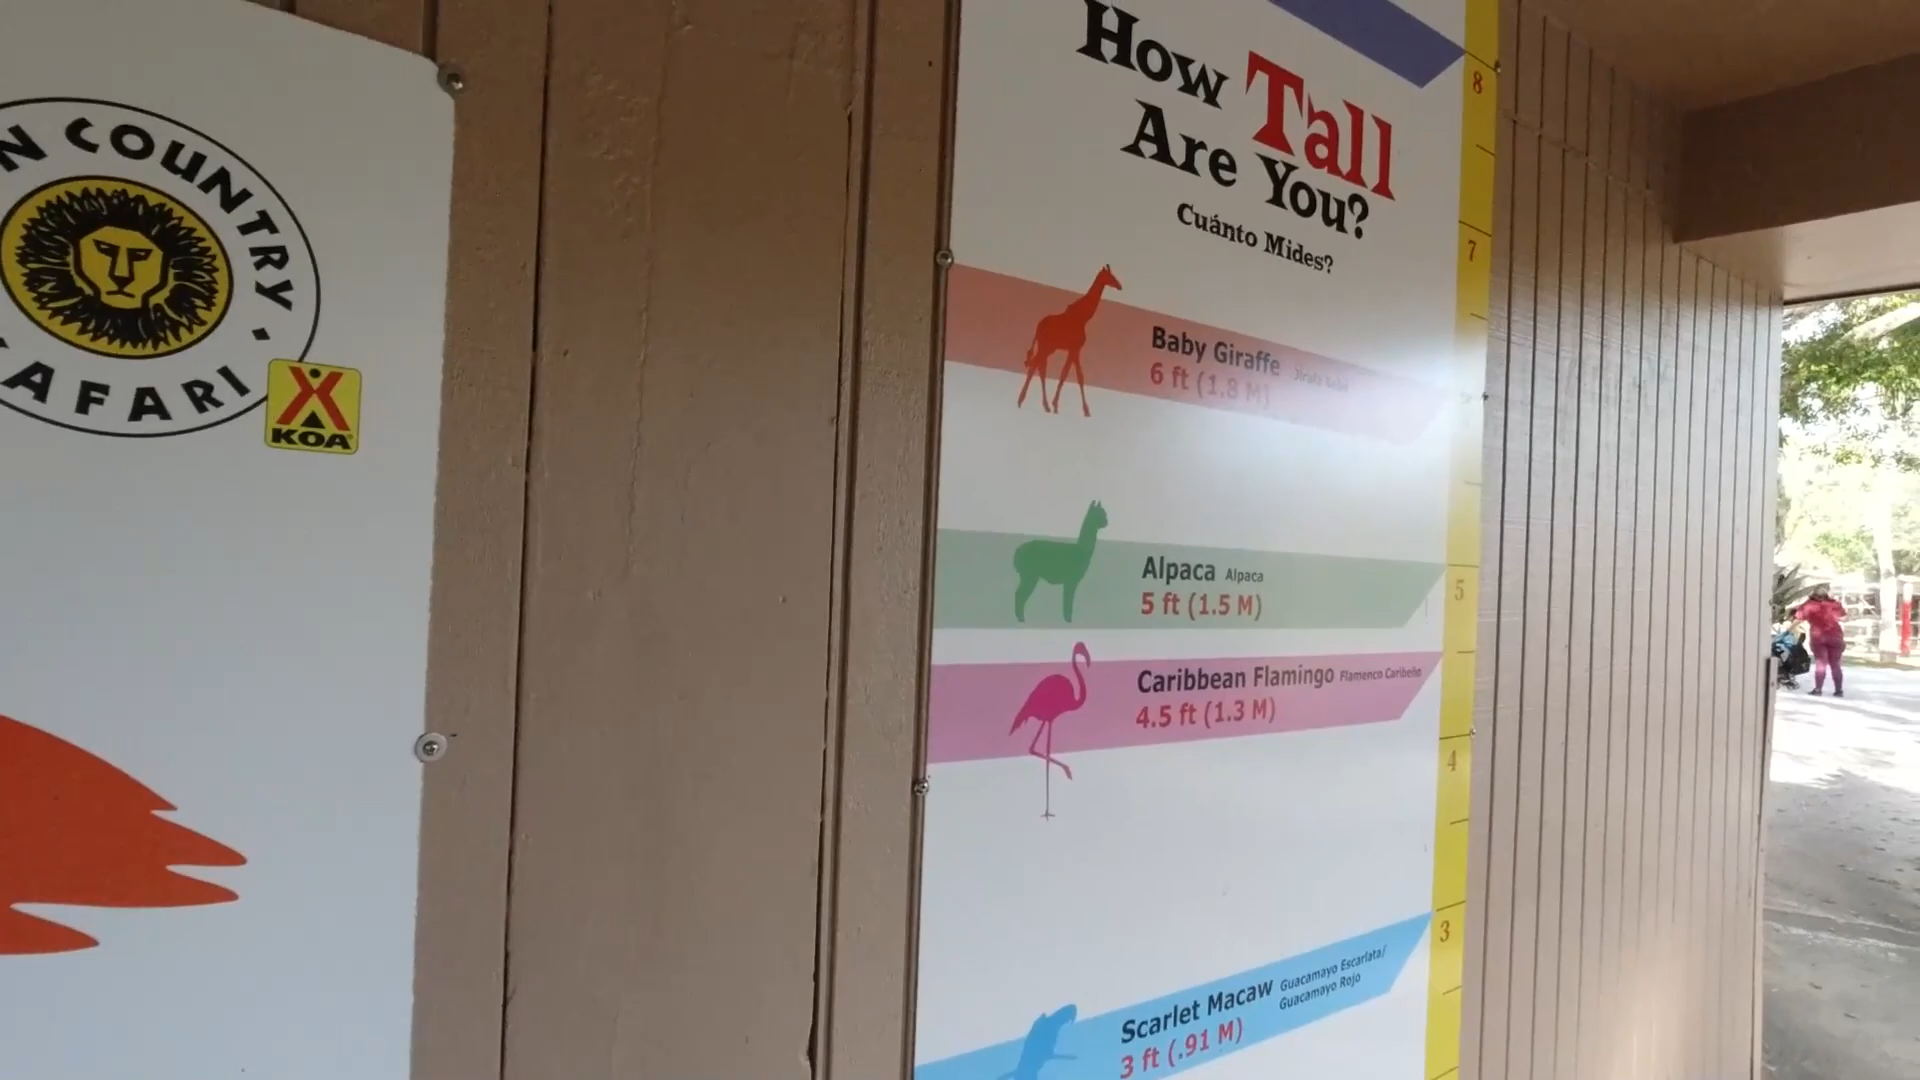 N COUNTRY
AFARI
KOA
How Tall
Are You?
Cuánto Mides?
Baby Giraffe Jirafa Bebé
6 ft (1.8 M)
Alpaca Alpaca
5 ft (1.5 M)
Caribbean Flamingo Flamenco Caribeño
4.5 ft (1.3 M)
Scarlet Macaw Guacamayo Escarlata/
Guacamayo Rojo
3 ft (.91 M)
8
7
5
4
3